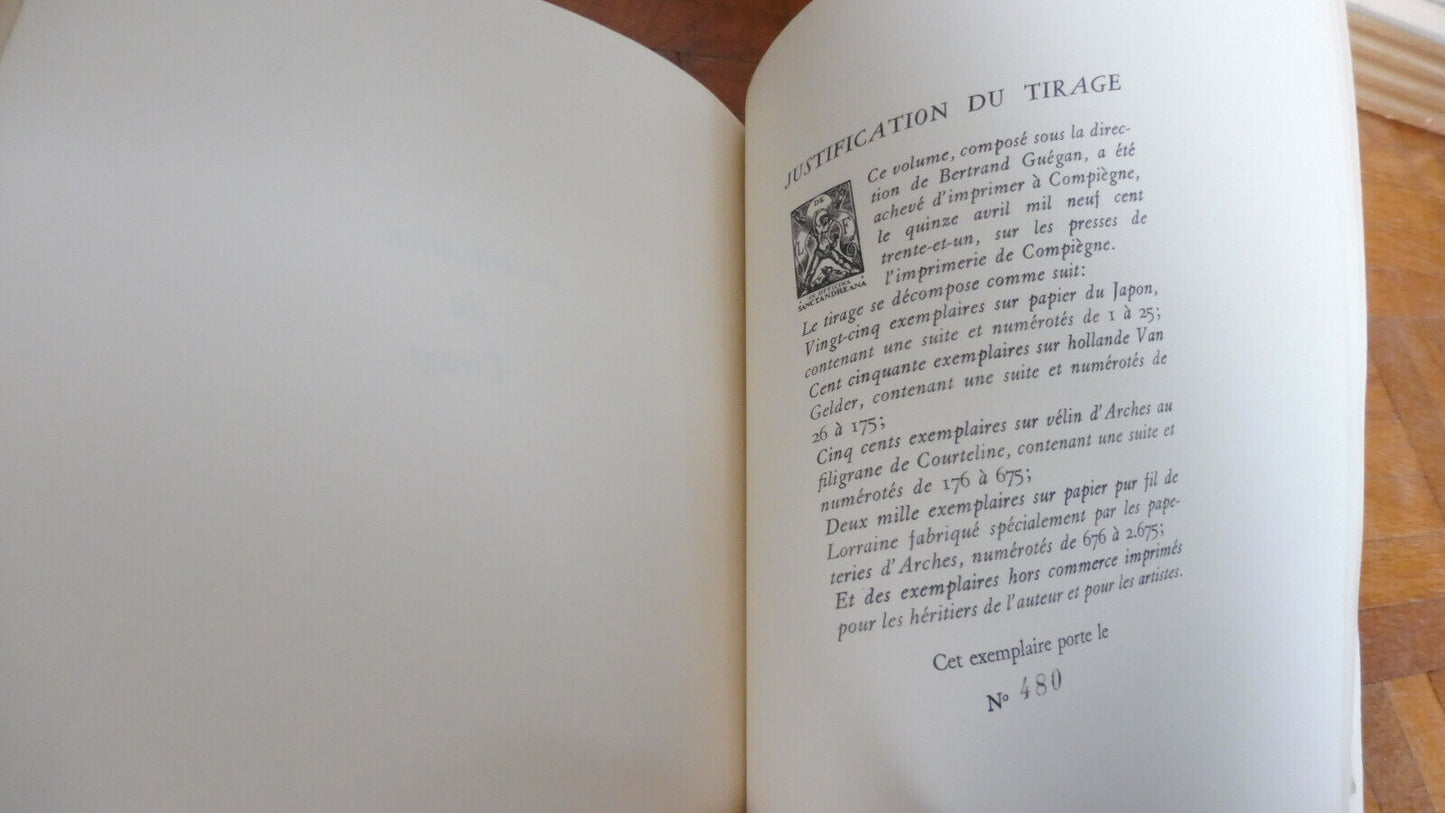 JUSTIFICATION DU TIRAGE
Ce volume, composé sous la direc-
tion de Bertrand Guégan, a été
achevé d'imprimer à Compiègne,
le quinze avril mil neuf cent
trente-et-un, sur les presses de
l'imprimerie de Compiègne.
DE
L F
IN OFFICINA
SANCTANDREANA
Le tirage se décompose comme suit:
Vingt-cinq exemplaires sur papier du Japon,
contenant une suite et numérotés de 1 à 25;
Cent cinquante exemplaires sur hollande Van
Gelder, contenant une suite et numérotés de
26 à 175;
Cinq cents exemplaires sur vélin d'Arches au
filigrane de Courteline, contenant une suite et
numérotés de 176 à 675;
Deux mille exemplaires sur papier pur fil de
Lorraine fabriqué spécialement par les pape-
teries d'Arches, numérotés de 676 à 2.675;
Et des exemplaires hors commerce imprimés
pour les héritiers de l'auteur et pour les artistes.
Cet exemplaire porte le
Nº 480